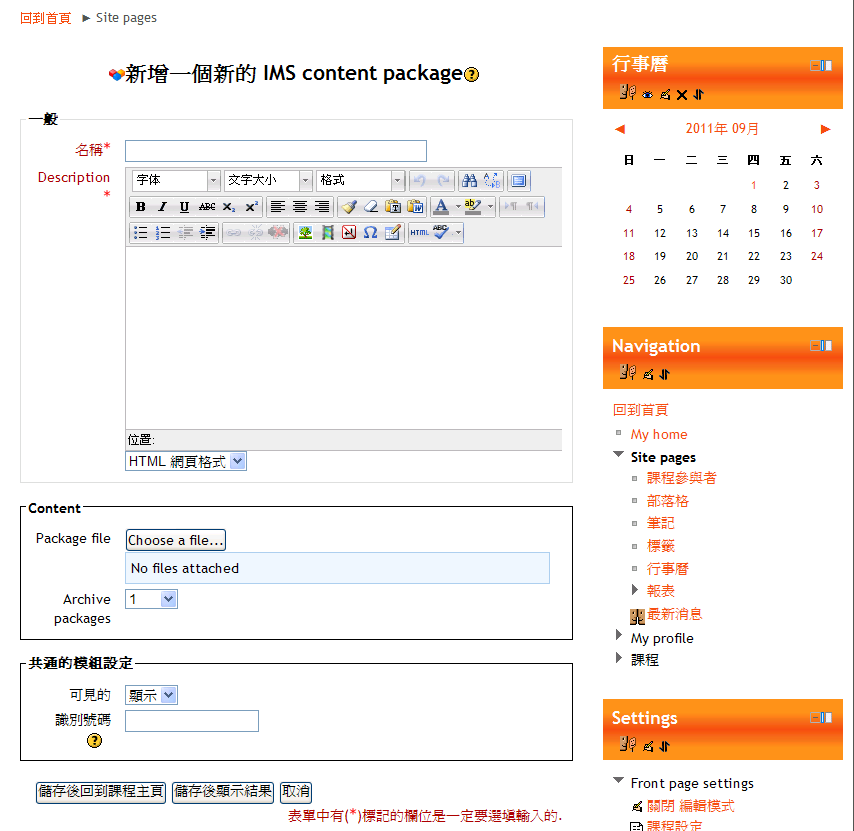 回到首頁 ► Site pages
新增一個新的 IMS content package
一般
名稱*
Description
*
字体 文字大小 格式
B I U ABC X₂ X²
HTML ABC
位置:
HTML 網頁格式
Content
Package file Choose a file...
No files attached
Archive 1
packages
共通的模組設定
可見的 顯示
識別號碼
儲存後回到課程主頁 儲存後顯示結果 取消
表單中有(*)標記的欄位是一定要選填輸入的.
行事曆
◄ 2011年 09月 ►
日 一 二 三 四 五 六
1 2 3
4 5 6 7 8 9 10
11 12 13 14 15 16 17
18 19 20 21 22 23 24
25 26 27 28 29 30
Navigation
回到首頁
My home
Site pages
課程參與者
部落格
筆記
標籤
行事曆
報表
最新消息
My profile
課程
Settings
Front page settings
關閉 編輯模式
課程設定